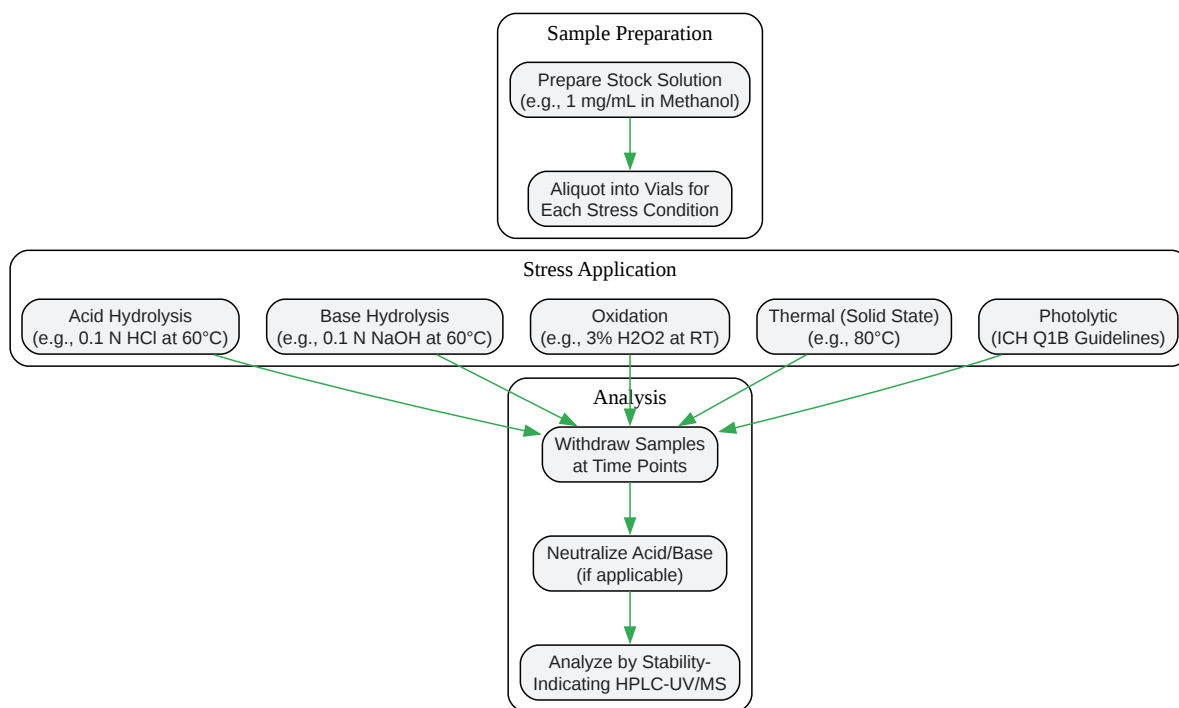 Sample Preparation
Prepare Stock Solution
(e.g., 1 mg/mL in Methanol)
Aliquot into Vials for
Each Stress Condition
Stress Application
Acid Hydrolysis
(e.g., 0.1 N HCl at 60°C)
Base Hydrolysis
(e.g., 0.1 N NaOH at 60°C)
Oxidation
(e.g., 3% H2O2 at RT)
Thermal (Solid State)
(e.g., 80°C)
Photolytic
(ICH Q1B Guidelines)
Analysis
Withdraw Samples
at Time Points
Neutralize Acid/Base
(if applicable)
Analyze by Stability-
Indicating HPLC-UV/MS